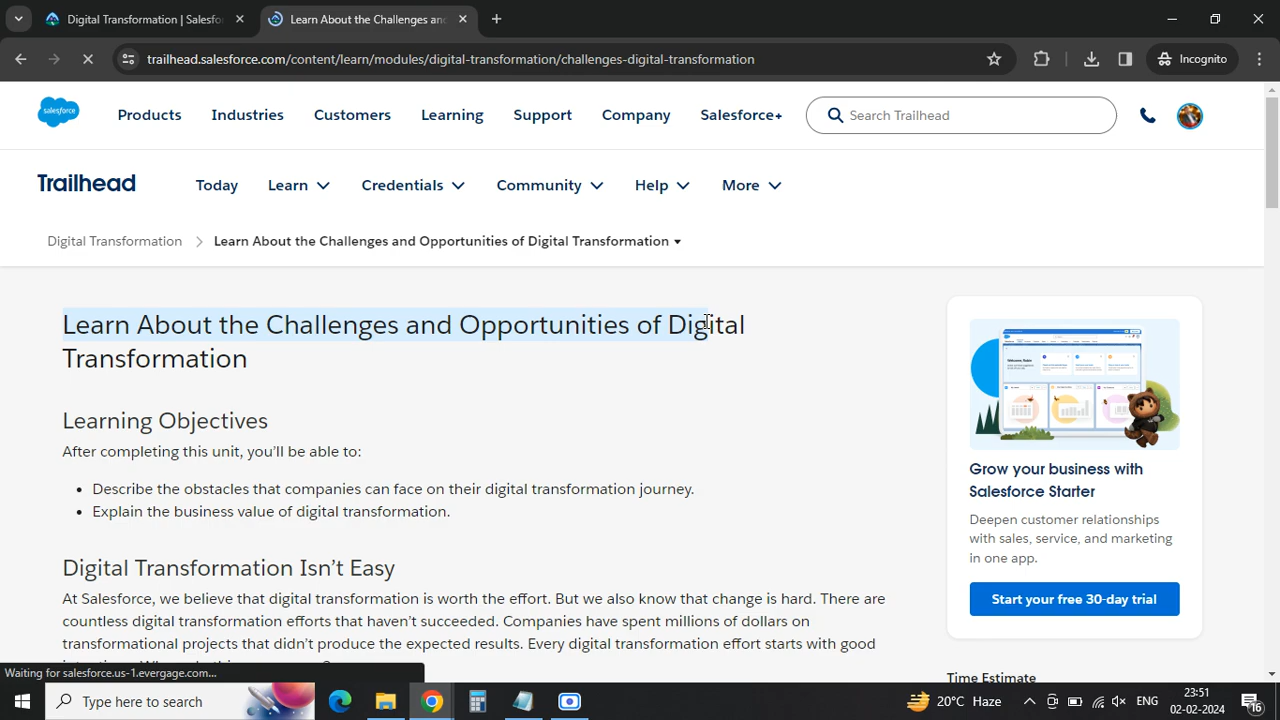 Digital Transformation | Salesfo
Learn About the Challenges and
trailhead.salesforce.com/content/learn/modules/digital-transformation/challenges-digital-transformation
Incognito
salesforce
Products
Industries
Customers
Learning
Support
Company
Salesforce+
Search Trailhead
Trailhead
Today
Learn
Credentials
Community
Help
More
Digital Transformation
Learn About the Challenges and Opportunities of Digital Transformation
Learn About the Challenges and Opportunities of Digital
Transformation
Learning Objectives
After completing this unit, you’ll be able to:
• Describe the obstacles that companies can face on their digital transformation journey.
• Explain the business value of digital transformation.
Digital Transformation Isn’t Easy
At Salesforce, we believe that digital transformation is worth the effort. But we also know that change is hard. There are
countless digital transformation efforts that haven’t succeeded. Companies have spent millions of dollars on
transformational projects that didn’t produce the expected results. Every digital transformation effort starts with good
Grow your business with
Salesforce Starter
Deepen customer relationships
with sales, service, and marketing
in one app.
Start your free 30-day trial
Time Estimate
Waiting for salesforce.us-1.evergage.com...
Type here to search
20°C Haze
ENG
23:51
02-02-2024
16